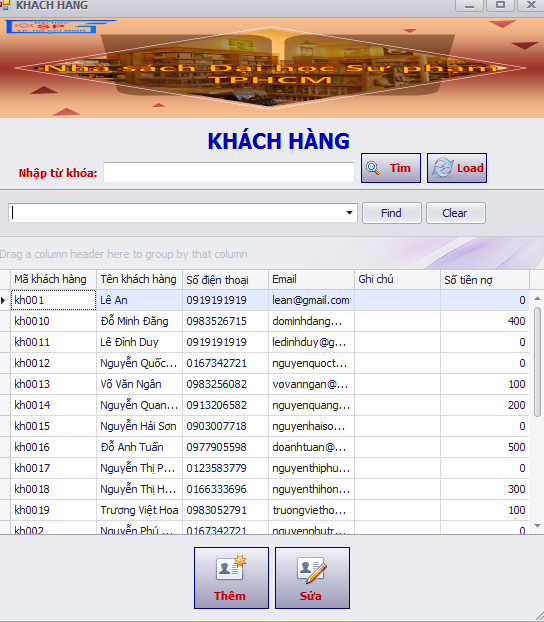 KHÁCH HÀNG
SP
Nhà sách Đại học Sư phạm
TPHCM
KHÁCH HÀNG
Nhập từ khóa: Tìm Load
Find Clear
Drag a column header here to group by that column
Mã khách hàng Tên khách hàng Số điện thoại Email Ghi chú Số tiền nợ
kh001 Lê An 0919191919 lean@gmail.com 0
kh0010 Đỗ Minh Đăng 0983526715 dominhdang... 400
kh0011 Lê Đình Duy 0919191919 ledinhduy@g... 0
kh0012 Nguyễn Quốc... 0167342721 nguyenquoct... 0
kh0013 Võ Văn Ngân 0983256082 vovanngan@... 100
kh0014 Nguyễn Quan... 0913206582 nguyenquang... 200
kh0015 Nguyễn Hải Sơn 0903007718 nguyenhaiso... 0
kh0016 Đỗ Anh Tuấn 0977905598 doanhtuan@... 500
kh0017 Nguyễn Thị P... 0123583779 nguyenthiphu... 0
kh0018 Nguyễn Thị H... 0166333696 nguyenthihon... 300
kh0019 Trương Việt Hoa 0983052791 truongvietho... 100
kh002 Nguyễn Phú ... 0167342721 nguyenphutr... 0
Thêm Sửa